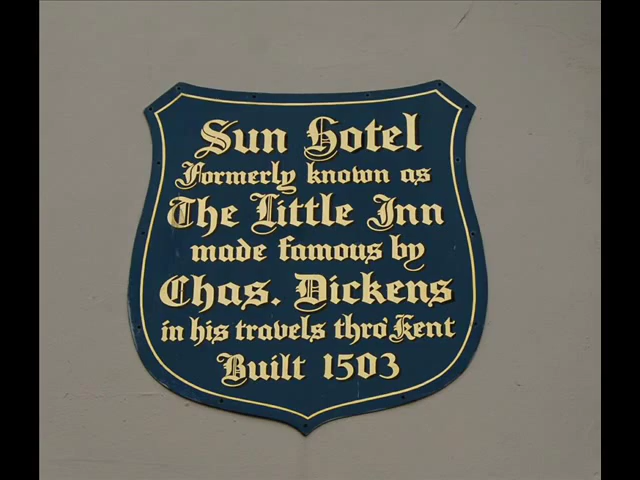 Sun Hotel
Formerly known as
The Little Inn
made famous by
Chas. Dickens
in his travels thro' Kent
Built 1503